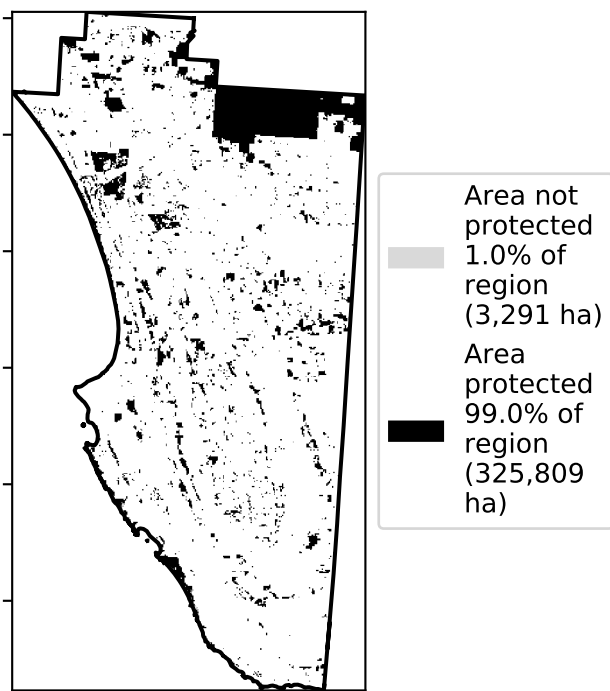 Area not
protected
1.0% of
region
(3,291 ha)
Area
protected
99.0% of
region
(325,809
ha)